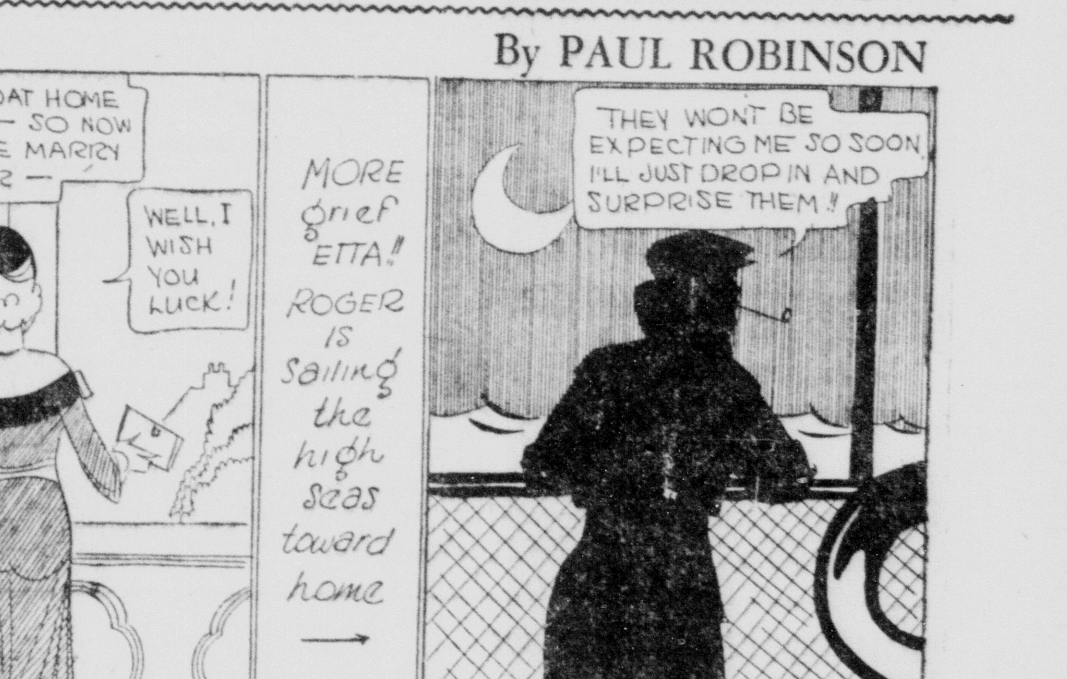 By PAUL ROBINSON
OAT HOME
— SO NOW
E MARRY
R —
WELL, I
WISH
YOU
LUCK!
MORE
grief
ETTA!!
ROGER
IS
sailing
the
high
seas
toward
home
THEY WONT BE
EXPECTING ME SO SOON
I'LL JUST DROP IN AND
SURPRISE THEM!!